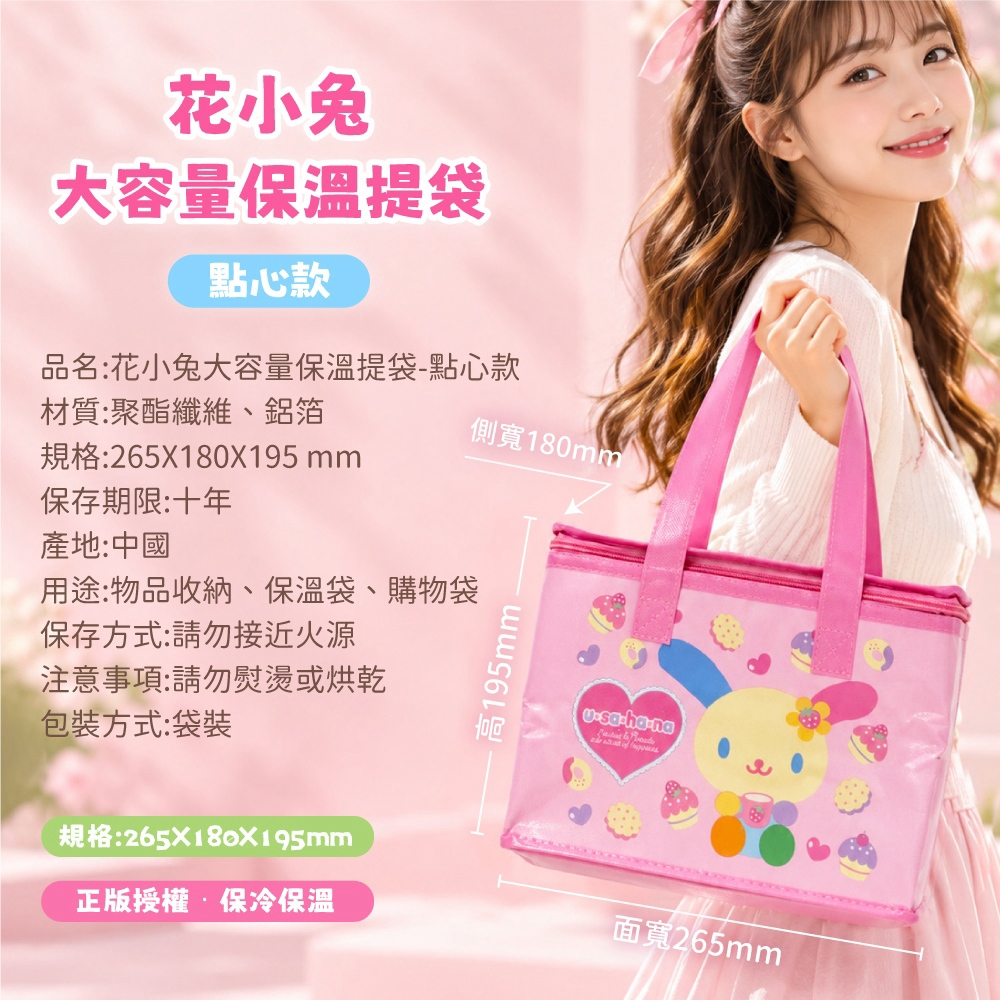 花小兔
大容量保溫提袋
點心款
品名:花小兔大容量保溫提袋-點心款
材質:聚酯纖維、鋁箔
規格:265X180X195 mm
保存期限:十年
產地:中國
用途:物品收納、保溫袋、購物袋
保存方式:請勿接近火源
注意事項:請勿熨燙或烘乾
包裝方式:袋裝
規格:265X180X195mm
正版授權‧保冷保溫
側寬180mm
高195mm
面寬265mm
u•sa•ha•na